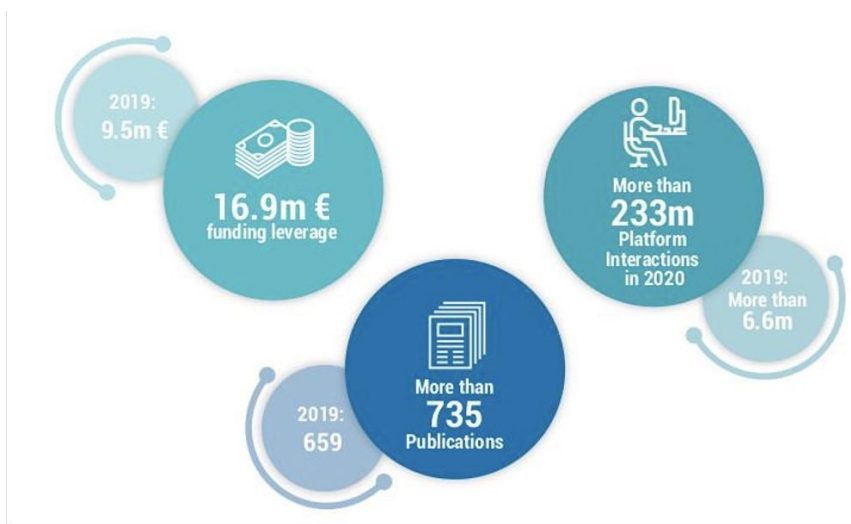 2019:
9.5m €
16.9m €
funding leverage
More than
233m
Platform
Interactions
in 2020
2019:
More than
6.6m
More than
735
Publications
2019:
659